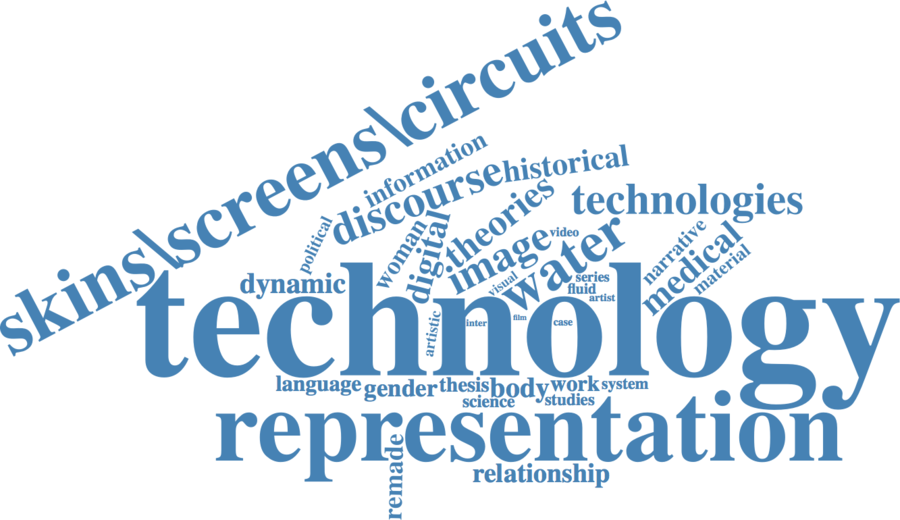 skins\screens\circuits
information
discourse
historical
theories
technologies
political
woman
digital
image
video
water
narrative
medical
material
visual
dynamic
series
fluid
artist
technology
artistic
inter
film
case
language
gender
thesis
body
work
system
science
studies
representation
remade
relationship